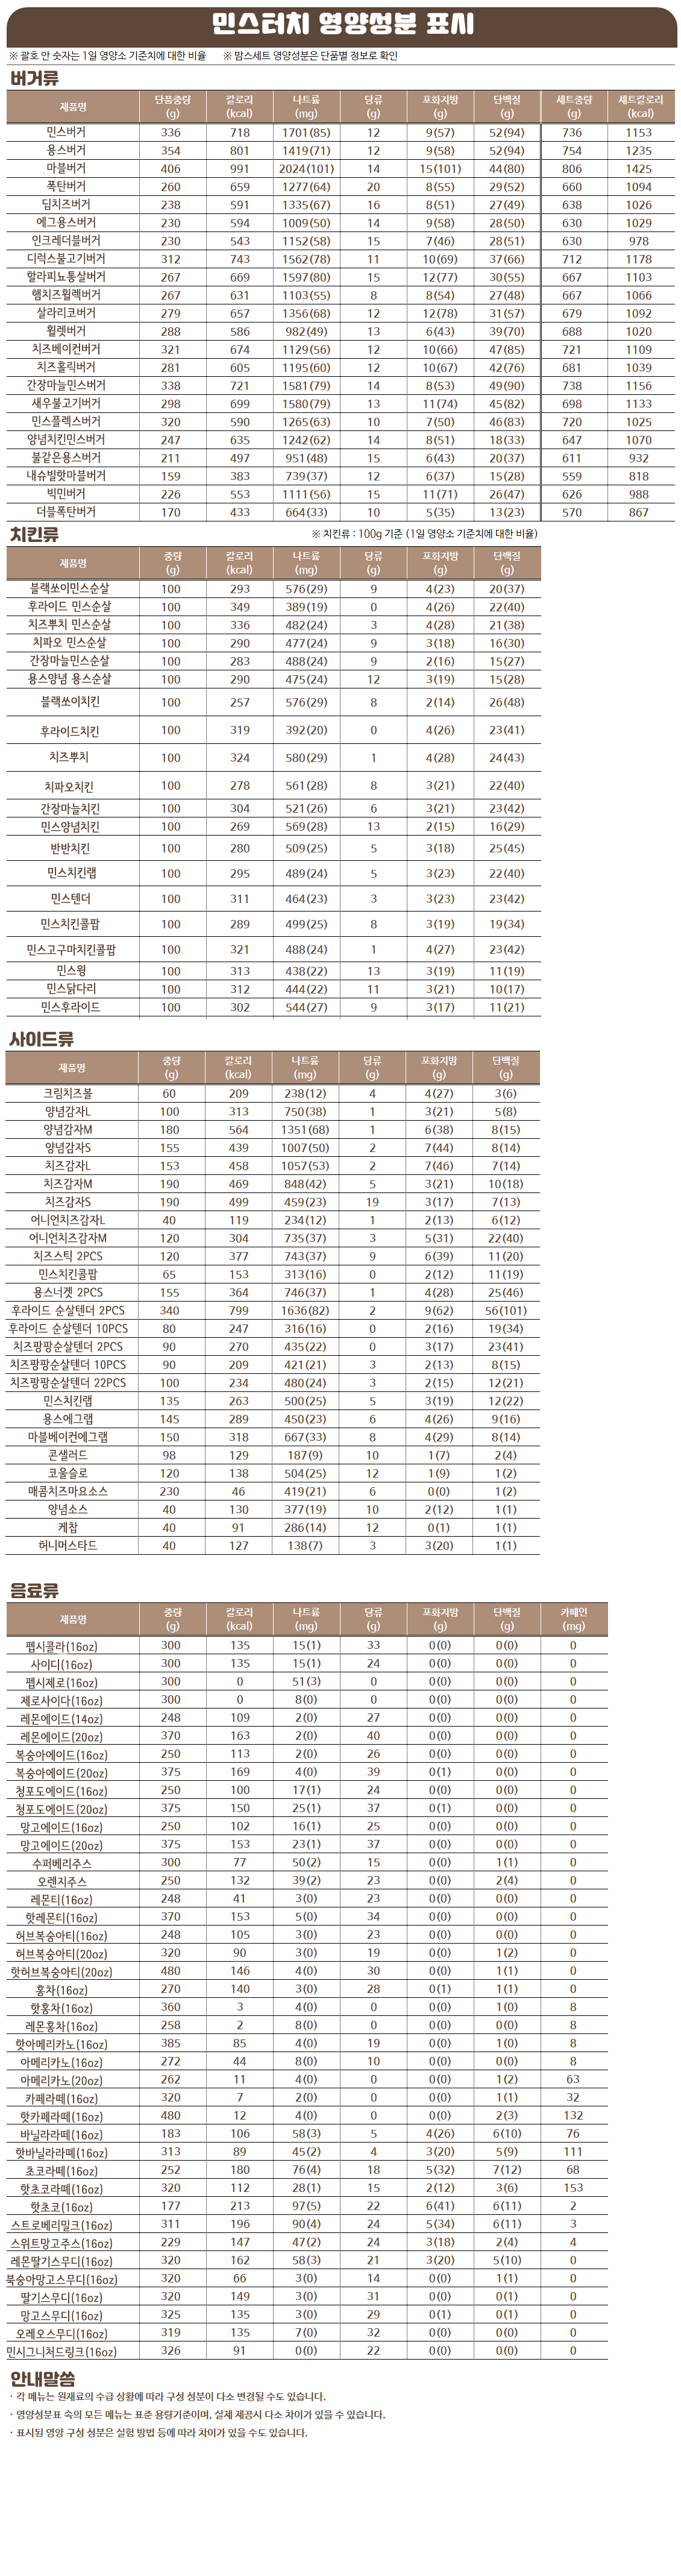 민스터치 영양성분 표시
※ 괄호 안 숫자는 1일 영양소 기준치에 대한 비율 ※ 맘스세트 영양성분은 단품별 정보로 확인
버거류
제품명 단품중량(g) 칼로리(kcal) 나트륨(mg) 당류(g) 포화지방(g) 단백질(g) 세트중량(g) 세트칼로리(kcal)
민스버거 336 718 1701(85) 12 9(57) 52(94) 736 1153
용스버거 354 801 1419(71) 12 9(58) 52(94) 754 1235
마블버거 406 991 2024(101) 14 15(101) 44(80) 806 1425
폭탄버거 260 659 1277(64) 20 8(55) 29(52) 660 1094
딥치즈버거 238 591 1335(67) 16 8(51) 27(49) 638 1026
에그용스버거 230 594 1009(50) 14 9(58) 28(50) 630 1029
인크레더블버거 230 543 1152(58) 15 7(46) 28(51) 630 978
디럭스불고기버거 312 743 1562(78) 11 10(69) 37(66) 712 1178
할라피뇨통살버거 267 669 1597(80) 15 12(77) 30(55) 667 1103
햄치즈휠렉버거 267 631 1103(55) 8 8(54) 27(48) 667 1066
살라리코버거 279 657 1356(68) 12 12(78) 31(57) 679 1092
휠렛버거 288 586 982(49) 13 6(43) 39(70) 688 1020
치즈베이컨버거 321 674 1129(56) 12 10(66) 47(85) 721 1109
치즈홀릭버거 281 605 1195(60) 12 10(67) 42(76) 681 1039
간장마늘민스버거 338 721 1581(79) 14 8(53) 49(90) 738 1156
새우불고기버거 298 699 1580(79) 13 11(74) 45(82) 698 1133
민스플렉스버거 320 590 1265(63) 10 7(50) 46(83) 720 1025
양념치킨민스버거 247 635 1242(62) 14 8(51) 18(33) 647 1070
불같은용스버거 211 497 951(48) 15 6(43) 20(37) 611 932
내슈빌핫마블버거 159 383 739(37) 12 6(37) 15(28) 559 818
빅민버거 226 553 1111(56) 15 11(71) 26(47) 626 988
더블폭탄버거 170 433 664(33) 10 5(35) 13(23) 570 867
치킨류
※ 치킨류 : 100g 기준 (1일 영양소 기준치에 대한 비율)
제품명 중량(g) 칼로리(kcal) 나트륨(mg) 당류(g) 포화지방(g) 단백질(g)
블랙쏘이민스순살 100 293 576(29) 9 4(23) 20(37)
후라이드 민스순살 100 349 389(19) 0 4(26) 22(40)
치즈뿌치 민스순살 100 336 482(24) 3 4(28) 21(38)
치파오 민스순살 100 290 477(24) 9 3(18) 16(30)
간장마늘민스순살 100 283 488(24) 9 2(16) 15(27)
용스양념 용스순살 100 290 475(24) 12 3(19) 15(28)
블랙쏘이치킨 100 257 576(29) 8 2(14) 26(48)
후라이드치킨 100 319 392(20) 0 4(26) 23(41)
치즈뿌치 100 324 580(29) 1 4(28) 24(43)
치파오치킨 100 278 561(28) 8 3(21) 22(40)
간장마늘치킨 100 304 521(26) 6 3(21) 23(42)
민스양념치킨 100 269 569(28) 13 2(15) 16(29)
반반치킨 100 280 509(25) 5 3(18) 25(45)
민스치킨랩 100 295 489(24) 5 3(23) 22(40)
민스텐더 100 311 464(23) 3 3(23) 23(42)
민스치킨콜팝 100 289 499(25) 8 3(19) 19(34)
민스고구마치킨콜팝 100 321 488(24) 1 4(27) 23(42)
민스윙 100 313 438(22) 13 3(19) 11(19)
민스닭다리 100 312 444(22) 11 3(21) 10(17)
민스후라이드 100 302 544(27) 9 3(17) 11(21)
사이드류
제품명 중량(g) 칼로리(kcal) 나트륨(mg) 당류(g) 포화지방(g) 단백질(g)
크림치즈볼 60 209 238(12) 4 4(27) 3(6)
양념감자L 100 313 750(38) 1 3(21) 5(8)
양념감자M 180 564 1351(68) 1 6(38) 8(15)
양념감자S 155 439 1007(50) 2 7(44) 8(14)
치즈감자L 153 458 1057(53) 2 7(46) 7(14)
치즈감자M 190 469 848(42) 5 3(21) 10(18)
치즈감자S 190 499 459(23) 19 3(17) 7(13)
어니언치즈감자L 40 119 234(12) 1 2(13) 6(12)
어니언치즈감자M 120 304 735(37) 3 5(31) 22(40)
치즈스틱 2PCS 120 377 743(37) 9 6(39) 11(20)
민스치킨콜팝 65 153 313(16) 0 2(12) 11(19)
용스너겟 2PCS 155 364 746(37) 1 4(28) 25(46)
후라이드 순살텐더 2PCS 340 799 1636(82) 2 9(62) 56(101)
후라이드 순살텐더 10PCS 80 247 316(16) 0 2(16) 19(34)
치즈팡팡순살텐더 2PCS 90 270 435(22) 0 3(17) 23(41)
치즈팡팡순살텐더 10PCS 90 209 421(21) 3 2(13) 8(15)
치즈팡팡순살텐더 22PCS 100 234 480(24) 3 2(15) 12(21)
민스치킨랩 135 263 500(25) 5 3(19) 12(22)
용스에그랩 145 289 450(23) 6 4(26) 9(16)
마블베이컨에그랩 150 318 667(33) 8 4(29) 8(14)
콘샐러드 98 129 187(9) 10 1(7) 2(4)
코울슬로 120 138 504(25) 12 1(9) 1(2)
매콤치즈마요소스 230 46 419(21) 6 0(0) 1(2)
양념소스 40 130 377(19) 10 2(12) 1(1)
케찹 40 91 286(14) 12 0(1) 1(1)
허니머스타드 40 127 138(7) 3 3(20) 1(1)
음료류
제품명 중량(g) 칼로리(kcal) 나트륨(mg) 당류(g) 포화지방(g) 단백질(g) 카페인(mg)
펩시콜라(16oz) 300 135 15(1) 33 0(0) 0(0) 0
사이디(16oz) 300 135 15(1) 24 0(0) 0(0) 0
펩시제로(16oz) 300 0 51(3) 0 0(0) 0(0) 0
제로사이다(16oz) 300 0 8(0) 0 0(0) 0(0) 0
레몬에이드(14oz) 248 109 2(0) 27 0(0) 0(0) 0
레몬에이드(20oz) 370 163 2(0) 40 0(0) 0(0) 0
복숭아에이드(16oz) 250 113 2(0) 26 0(0) 0(0) 0
복숭아에이드(20oz) 375 169 4(0) 39 0(1) 0(0) 0
청포도에이드(16oz) 250 100 17(1) 24 0(0) 0(0) 0
청포도에이드(20oz) 375 150 25(1) 37 0(1) 0(0) 0
망고에이드(16oz) 250 102 16(1) 25 0(0) 0(0) 0
망고에이드(20oz) 375 153 23(1) 37 0(0) 0(0) 0
수퍼베리주스 300 77 50(2) 15 0(0) 1(1) 0
오렌지주스 250 132 39(2) 23 0(0) 2(4) 0
레몬티(16oz) 248 41 3(0) 23 0(0) 0(0) 0
핫레몬티(16oz) 370 153 5(0) 34 0(0) 0(0) 0
허브복숭아티(16oz) 248 105 3(0) 23 0(0) 0(0) 0
허브복숭아티(20oz) 320 90 3(0) 19 0(0) 1(2) 0
핫허브복숭아티(20oz) 480 146 4(0) 30 0(0) 1(1) 0
홍차(16oz) 270 140 3(0) 28 0(1) 1(1) 0
핫홍차(16oz) 360 3 4(0) 0 0(0) 1(0) 8
레몬홍차(16oz) 258 2 8(0) 0 0(0) 0(0) 8
핫아메리카노(16oz) 385 85 4(0) 19 0(0) 1(0) 8
아메리카노(16oz) 272 44 8(0) 10 0(0) 0(0) 8
아메리카노(20oz) 262 11 4(0) 0 0(0) 1(2) 63
카페라떼(16oz) 320 7 2(0) 0 0(0) 1(1) 32
핫카페라떼(16oz) 480 12 4(0) 0 0(0) 2(3) 132
바닐라라떼(16oz) 183 106 58(3) 5 4(26) 6(10) 76
핫바닐라라떼(16oz) 313 89 45(2) 4 3(20) 5(9) 111
초코라떼(16oz) 252 180 76(4) 18 5(32) 7(12) 68
핫초코라떼(16oz) 320 112 28(1) 15 2(12) 3(6) 153
핫초코(16oz) 177 213 97(5) 22 6(41) 6(11) 2
스트로베리밀크(16oz) 311 196 90(4) 24 5(34) 6(11) 3
스위트망고주스(16oz) 229 147 47(2) 24 3(18) 2(4) 4
레몬딸기스무디(16oz) 320 162 58(3) 21 3(20) 5(10) 0
복숭아망고스무디(16oz) 320 66 3(0) 14 0(0) 1(1) 0
딸기스무디(16oz) 320 149 3(0) 31 0(0) 0(1) 0
망고스무디(16oz) 325 135 3(0) 29 0(1) 0(1) 0
오레오스무디(16oz) 319 135 7(0) 32 0(0) 0(0) 0
민시그니처드링크(16oz) 326 91 0(0) 22 0(0) 0(0) 0
안내말씀
· 각 메뉴는 원재료의 수급 상황에 따라 구성 성분이 다소 변경될 수도 있습니다.
· 영양성분표 속의 모든 메뉴는 표준 용량기준이며, 실제 제공시 다소 차이가 있을 수 있습니다.
· 표시된 영양 구성 성분은 실험 방법 등에 따라 차이가 있을 수도 있습니다.